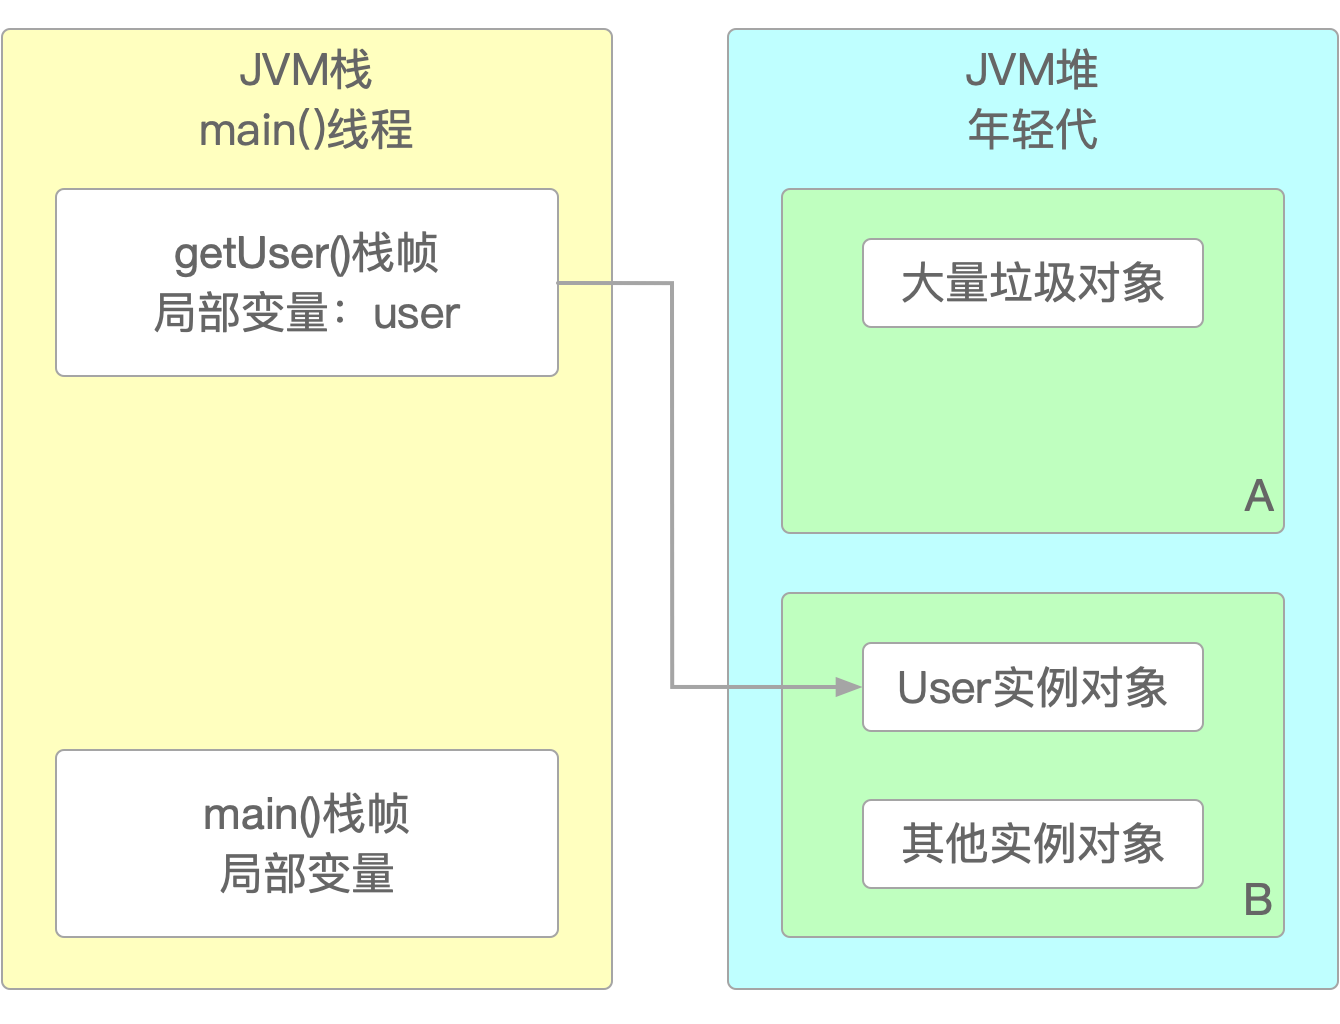 JVM栈
main()线程
getUser()栈帧
局部变量：user
main()栈帧
局部变量
JVM堆
年轻代
大量垃圾对象
A
User实例对象
其他实例对象
B